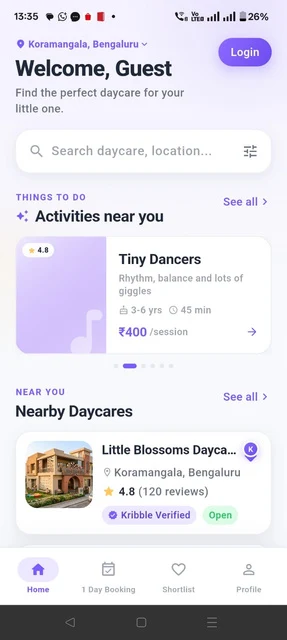 13:35
Vo
LTEB
26%
Koramangala, Bengaluru
Login
Welcome, Guest
Find the perfect daycare for your
little one.
Search daycare, location...
THINGS TO DO
See all
Activities near you
4.8
Tiny Dancers
Rhythm, balance and lots of
giggles
3-6 yrs 45 min
₹400 /session
NEAR YOU
See all
Nearby Daycares
Little Blossoms Dayca...
K
Koramangala, Bengaluru
4.8 (120 reviews)
Kribble Verified Open
Home 1 Day Booking Shortlist Profile